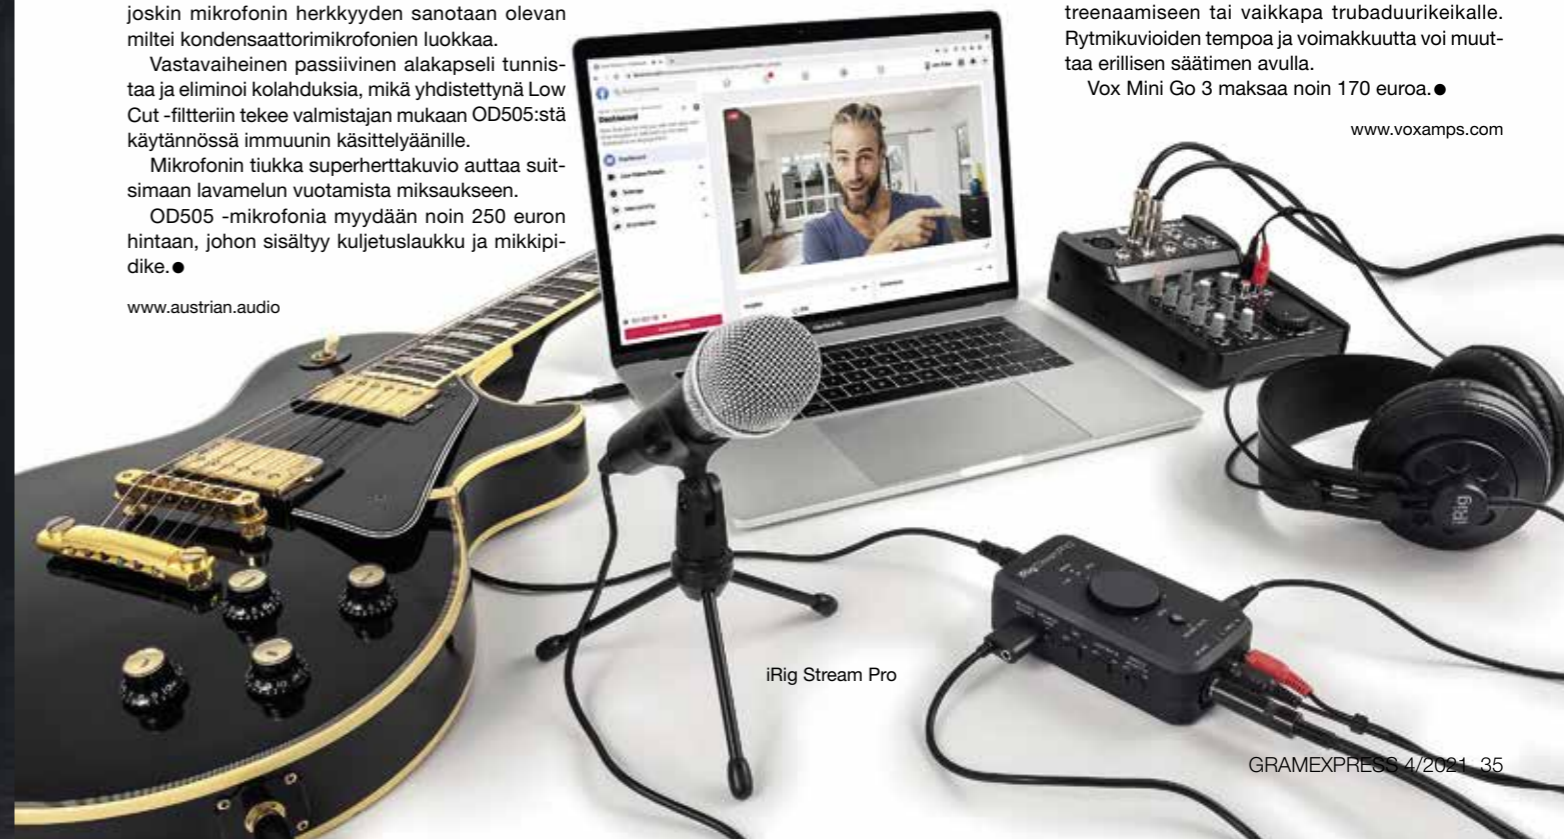 joskin mikrofonin herkkyyden sanotaan olevan
miltei kondensaattorimikrofonien luokkaa.
Vastavaiheinen passiivinen alakapseli tunnis-
taa ja eliminoi kolahduksia, mikä yhdistettynä Low
Cut -filtteriin tekee valmistajan mukaan OD505:stä
käytännössä immuunin käsittelyäänille.
Mikrofonin tiukka superherttakuvio auttaa suit-
simaan lavamelun vuotamista miksaukseen.
OD505 -mikrofonia myydään noin 250 euron
hintaan, johon sisältyy kuljetuslaukku ja mikkipi-
dike.●
www.austrian.audio
treenaamiseen tai vaikkapa trubaduurikeikalle.
Rytmikuvioiden tempoa ja voimakkuutta voi muut-
taa erillisen säätimen avulla.
Vox Mini Go 3 maksaa noin 170 euroa.●
www.voxamps.com
Dashboard
iRig
iRig Stream Pro
GRAMEXPRESS 4/2021 35